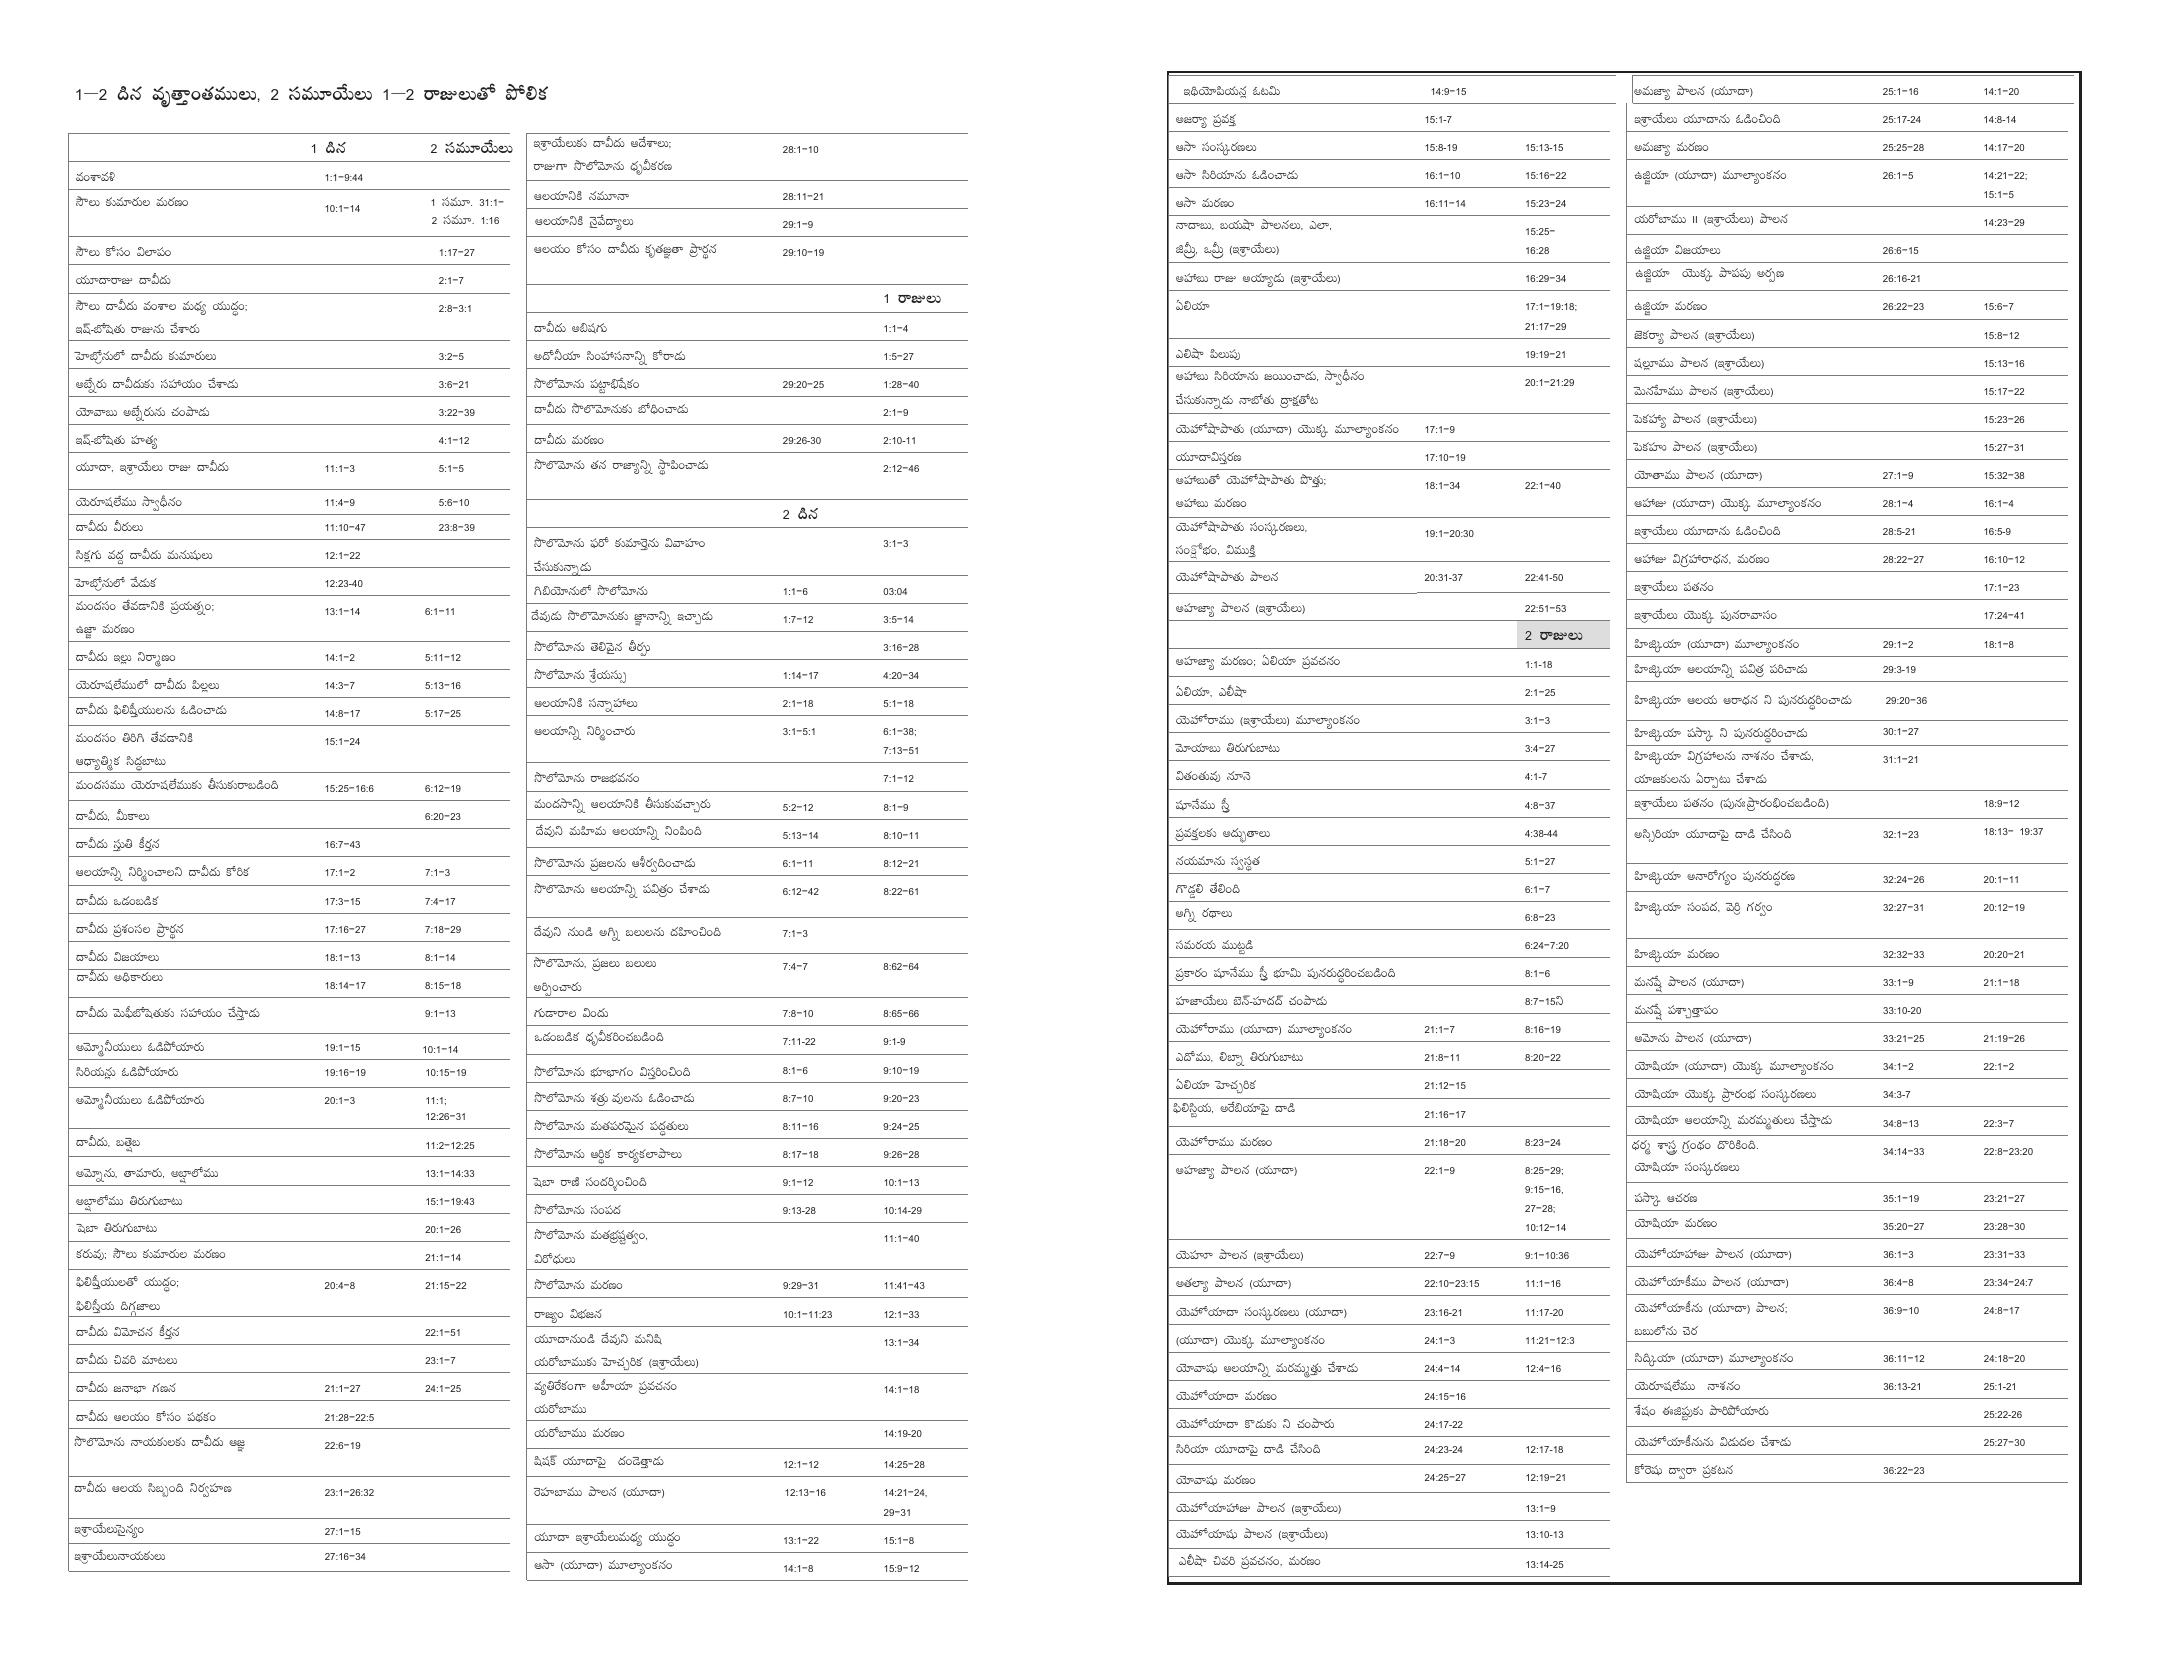 1—2 దిన వృత్తాంతములు, 2 సమూయేలు 1—2 రాజులుతో పోలిక
1 దిన 2 సమూయేలు
వంశావళి 1:1–9:44
సౌలు కుమారుల మరణం 10:1–14 1 సమూ. 31:1–
2 సమూ. 1:16
సౌలు కోసం విలాపం 1:17–27
యూదారాజు దావీదు 2:1–7
సౌలు దావీదు వంశాల మధ్య యుద్ధం; 2:8–3:1
ఇష్-బోషెతు రాజును చేశారు
హెబ్రోనులో దావీదు కుమారులు 3:2–5
అబ్నేరు దావీదుకు సహాయం చేశాడు 3:6–21
యోవాబు అబ్నేరును చంపాడు 3:22–39
ఇష్-బోషెతు హత్య 4:1–12
యూదా, ఇశ్రాయేలు రాజు దావీదు 11:1–3 5:1–5
యెరూషలేము స్వాధీనం 11:4–9 5:6–10
దావీదు వీరులు 11:10–47 23:8–39
సిక్లగు వద్ద దావీదు మనుషులు 12:1–22
హెబ్రోనులో వేడుక 12:23-40
మందసం తేవడానికి ప్రయత్నం; 13:1–14 6:1–11
ఉజ్జా మరణం
దావీదు ఇల్లు నిర్మాణం 14:1–2 5:11–12
యెరూషలేములో దావీదు పిల్లలు 14:3–7 5:13–16
దావీదు ఫిలిష్తీయులను ఓడించాడు 14:8–17 5:17–25
మందసం తిరిగి తేవడానికి 15:1–24
ఆధ్యాత్మిక సిద్ధబాటు
మందసము యెరూషలేముకు తీసుకురాబడింది 15:25–16:6 6:12–19
దావీదు, మీకాలు 6:20–23
దావీదు స్తుతి కీర్తన 16:7–43
ఆలయాన్ని నిర్మించాలని దావీదు కోరిక 17:1–2 7:1–3
దావీదు ఒడంబడిక 17:3–15 7:4–17
దావీదు ప్రశంసల ప్రార్థన 17:16–27 7:18–29
దావీదు విజయాలు 18:1–13 8:1–14
దావీదు అధికారులు 18:14–17 8:15–18
దావీదు మెఫీబోషెతుకు సహాయం చేస్తాడు 9:1–13
అమ్మోనీయులు ఓడిపోయారు 19:1–15 10:1–14
సిరియన్లు ఓడిపోయారు 19:16–19 10:15–19
అమ్మోనీయులు ఓడిపోయారు 20:1–3 11:1;
12:26–31
దావీదు, బత్షెబ 11:2–12:25
అమ్నోను, తామారు, అబ్షాలోము 13:1–14:33
అబ్షాలోము తిరుగుబాటు 15:1–19:43
షెబా తిరుగుబాటు 20:1–26
కరువు; సౌలు కుమారుల మరణం 21:1–14
ఫిలిష్తీయులతో యుద్ధం; 20:4–8 21:15–22
ఫిలిస్తీయ దిగ్గజాలు
దావీదు విమోచన కీర్తన 22:1–51
దావీదు చివరి మాటలు 23:1–7
దావీదు జనాభా గణన 21:1–27 24:1–25
దావీదు ఆలయం కోసం పథకం 21:28–22:5
సొలొమోను నాయకులకు దావీదు ఆజ్ఞ 22:6–19
దావీదు ఆలయ సిబ్బంది నిర్వహణ 23:1–26:32
ఇశ్రాయేలుసైన్యం 27:1–15
ఇశ్రాయేలునాయకులు 27:16–34
ఇశ్రాయేలుకు దావీదు ఆదేశాలు; 28:1–10
రాజుగా సొలోమోను ధృవీకరణ
ఆలయానికి నమూనా 28:11–21
ఆలయానికి నైవేద్యాలు 29:1–9
ఆలయం కోసం దావీదు కృతజ్ఞతా ప్రార్థన 29:10–19
1 రాజులు
దావీదు అబిషగు 1:1–4
అదోనీయా సింహాసనాన్ని కోరాడు 1:5–27
సొలోమోను పట్టాభిషేకం 29:20–25 1:28–40
దావీదు సొలొమోనుకు బోధించాడు 2:1–9
దావీదు మరణం 29:26-30 2:10-11
సొలొమోను తన రాజ్యాన్ని స్థాపించాడు 2:12–46
2 దిన
సొలొమోను ఫరో కుమార్తెను వివాహం 3:1–3
చేసుకున్నాడు
గిబియోనులో సొలోమోను 1:1–6 03:04
దేవుడు సొలొమోనుకు జ్ఞానాన్ని ఇచ్చాడు 1:7–12 3:5–14
సొలోమోను తెలివైన తీర్పు 3:16–28
సొలోమోను శ్రేయస్సు 1:14–17 4:20–34
ఆలయానికి సన్నాహాలు 2:1–18 5:1–18
ఆలయాన్ని నిర్మించారు 3:1–5:1 6:1–38;
7:13–51
సొలోమోను రాజభవనం 7:1–12
మందసాన్ని ఆలయానికి తీసుకువచ్చారు 5:2–12 8:1–9
దేవుని మహిమ ఆలయాన్ని నింపింది 5:13–14 8:10–11
సొలొమోను ప్రజలను ఆశీర్వదించాడు 6:1–11 8:12–21
సొలొమోను ఆలయాన్ని పవిత్రం చేశాడు 6:12–42 8:22–61
దేవుని నుండి అగ్ని బలులను దహించింది 7:1–3
సొలొమోను, ప్రజలు బలులు 7:4–7 8:62–64
అర్పించారు
గుడారాల విందు 7:8–10 8:65–66
ఒడంబడిక ధృవీకరించబడింది 7:11-22 9:1-9
సొలోమోను భూభాగం విస్తరించింది 8:1–6 9:10–19
సొలోమోను శత్రువులను ఓడించాడు 8:7–10 9:20–23
సొలోమోను మతపరమైన పద్ధతులు 8:11–16 9:24–25
సొలోమోను ఆర్థిక కార్యకలాపాలు 8:17–18 9:26–28
షెబా రాణి సందర్శించింది 9:1–12 10:1–13
సొలోమోను సంపద 9:13-28 10:14-29
సొలొమోను మతభ్రష్టత్వం, 11:1–40
విరోధులు
సొలోమోను మరణం 9:29–31 11:41–43
రాజ్యం విభజన 10:1–11:23 12:1–33
యూదానుండి దేవుని మనిషి 13:1–34
యరోబాముకు హెచ్చరిక (ఇశ్రాయేలు)
వ్యతిరేకంగా అహీయా ప్రవచనం 14:1–18
యరోబాము
యరోబాము మరణం 14:19-20
షిషక్ యూదాపై దండెత్తాడు 12:1–12 14:25–28
రెహబాము పాలన (యూదా) 12:13–16 14:21–24,
29–31
యూదా ఇశ్రాయేలుమధ్య యుద్ధం 13:1–22 15:1–8
ఆసా (యూదా) మూల్యాంకనం 14:1–8 15:9–12
ఇథియోపియన్ల ఓటమి 14:9–15
అజర్యా ప్రవక్త 15:1-7
ఆసా సంస్కరణలు 15:8-19 15:13-15
ఆసా సిరియాను ఓడించాడు 16:1–10 15:16–22
ఆసా మరణం 16:11–14 15:23–24
నాదాబు, బయషా పాలనలు, ఎలా, 15:25–
జిమ్రీ, ఒమ్రీ (ఇశ్రాయేలు) 16:28
ఆహాబు రాజు అయ్యాడు (ఇశ్రాయేలు) 16:29–34
ఏలియా 17:1–19:18;
21:17–29
ఎలిషా పిలుపు 19:19–21
ఆహాబు సిరియాను జయించాడు, స్వాధీనం 20:1–21:29
చేసుకున్నాడు నాబోతు ద్రాక్షతోట
యెహోషాపాతు (యూదా) యొక్క మూల్యాంకనం 17:1–9
యూదావిస్తరణ 17:10–19
ఆహాబుతో యెహోషాపాతు పొత్తు; 18:1–34 22:1–40
ఆహాబు మరణం
యెహోషాపాతు సంస్కరణలు, 19:1–20:30
సంక్షోభం, విముక్తి
యెహోషాపాతు పాలన 20:31-37 22:41-50
అహజ్యా పాలన (ఇశ్రాయేలు) 22:51–53
2 రాజులు
అహజ్యా మరణం; ఏలియా ప్రవచనం 1:1-18
ఏలియా, ఎలీషా 2:1–25
యెహోరాము (ఇశ్రాయేలు) మూల్యాంకనం 3:1–3
మోయాబు తిరుగుబాటు 3:4–27
వితంతువు నూనె 4:1-7
షూనేము స్త్రీ 4:8–37
ప్రవక్తలకు అద్భుతాలు 4:38-44
నయమాను స్వస్థత 5:1–27
గొడ్డలి తేలింది 6:1–7
అగ్ని రథాలు 6:8–23
సమరయ ముట్టడి 6:24–7:20
ప్రకారం షూనేము స్త్రీ భూమి పునరుద్ధరించబడింది 8:1–6
హజాయేలు బెన్-హదద్ చంపాడు 8:7–15ని
యెహోరాము (యూదా) మూల్యాంకనం 21:1–7 8:16–19
ఎదోము, లిబ్నా తిరుగుబాటు 21:8–11 8:20–22
ఏలియా హెచ్చరిక 21:12–15
ఫిలిస్టియ, అరేబియాపై దాడి 21:16–17
యెహోరాము మరణం 21:18–20 8:23–24
అహజ్యా పాలన (యూదా) 22:1–9 8:25–29;
9:15–16,
27–28;
10:12–14
యెహూ పాలన (ఇశ్రాయేలు) 22:7–9 9:1–10:36
అతల్యా పాలన (యూదా) 22:10–23:15 11:1–16
యెహోయాదా సంస్కరణలు (యూదా) 23:16-21 11:17-20
(యూదా) యొక్క మూల్యాంకనం 24:1–3 11:21–12:3
యోవాషు ఆలయాన్ని మరమ్మత్తు చేశాడు 24:4–14 12:4–16
యెహోయాదా మరణం 24:15–16
యెహోయాదా కొడుకు ని చంపారు 24:17-22
సిరియా యూదాపై దాడి చేసింది 24:23-24 12:17-18
యోవాషు మరణం 24:25–27 12:19–21
యెహోయాహాజు పాలన (ఇశ్రాయేలు) 13:1–9
యెహోయాషు పాలన (ఇశ్రాయేలు) 13:10-13
ఎలీషా చివరి ప్రవచనం, మరణం 13:14-25
అమజ్యా పాలన (యూదా) 25:1–16 14:1–20
ఇశ్రాయేలు యూదాను ఓడించింది 25:17-24 14:8-14
అమజ్యా మరణం 25:25–28 14:17–20
ఉజ్జియా (యూదా) మూల్యాంకనం 26:1–5 14:21–22;
15:1–5
యరోబాము II (ఇశ్రాయేలు) పాలన 14:23–29
ఉజ్జియా విజయాలు 26:6–15
ఉజ్జియా యొక్క పాపపు అర్పణ 26:16-21
ఉజ్జియా మరణం 26:22–23 15:6–7
జెకర్యా పాలన (ఇశ్రాయేలు) 15:8–12
షల్లూము పాలన (ఇశ్రాయేలు) 15:13–16
మెనహేము పాలన (ఇశ్రాయేలు) 15:17–22
పెకహ్యా పాలన (ఇశ్రాయేలు) 15:23–26
పెకహు పాలన (ఇశ్రాయేలు) 15:27–31
యోతాము పాలన (యూదా) 27:1–9 15:32–38
ఆహాజు (యూదా) యొక్క మూల్యాంకనం 28:1–4 16:1–4
ఇశ్రాయేలు యూదాను ఓడించింది 28:5-21 16:5-9
ఆహాజు విగ్రహారాధన, మరణం 28:22–27 16:10–12
ఇశ్రాయేలు పతనం 17:1–23
ఇశ్రాయేలు యొక్క పునరావాసం 17:24–41
హిజ్కియా (యూదా) మూల్యాంకనం 29:1–2 18:1–8
హిజ్కియా ఆలయాన్ని పవిత్ర పరిచాడు 29:3-19
హిజ్కియా ఆలయ ఆరాధన ని పునరుద్ధరించాడు 29:20–36
హిజ్కియా పస్కా ని పునరుద్ధరించాడు 30:1–27
హిజ్కియా విగ్రహాలను నాశనం చేశాడు, 31:1–21
యాజకులను ఏర్పాటు చేశాడు
ఇశ్రాయేలు పతనం (పునఃప్రారంభించబడింది) 18:9–12
అస్సిరియా యూదాపై దాడి చేసింది 32:1–23 18:13– 19:37
హిజ్కియా అనారోగ్యం పునరుద్ధరణ 32:24–26 20:1–11
హిజ్కియా సంపద, వెర్రి గర్వం 32:27–31 20:12–19
హిజ్కియా మరణం 32:32–33 20:20–21
మనష్షే పాలన (యూదా) 33:1–9 21:1–18
మనష్షే పశ్చాత్తాపం 33:10-20
అమోను పాలన (యూదా) 33:21–25 21:19–26
యోషియా (యూదా) యొక్క మూల్యాంకనం 34:1–2 22:1–2
యోషియా యొక్క ప్రారంభ సంస్కరణలు 34:3-7
యోషియా ఆలయాన్ని మరమ్మతులు చేస్తాడు 34:8–13 22:3–7
ధర్మ శాస్త్ర గ్రంథం దొరికింది. 34:14–33 22:8–23:20
యోషియా సంస్కరణలు
పస్కా ఆచరణ 35:1–19 23:21–27
యోషియా మరణం 35:20–27 23:28–30
యెహోయాహాజు పాలన (యూదా) 36:1–3 23:31–33
యెహోయాకీము పాలన (యూదా) 36:4–8 23:34–24:7
యెహోయాకీను (యూదా) పాలన; 36:9–10 24:8–17
బబులోను చెర
సిద్కియా (యూదా) మూల్యాంకనం 36:11–12 24:18–20
యెరూషలేము నాశనం 36:13-21 25:1-21
శేషం ఈజిప్టుకు పారిపోయారు 25:22-26
యెహోయాకీనును విడుదల చేశాడు 25:27–30
కోరెషు ద్వారా ప్రకటన 36:22–23